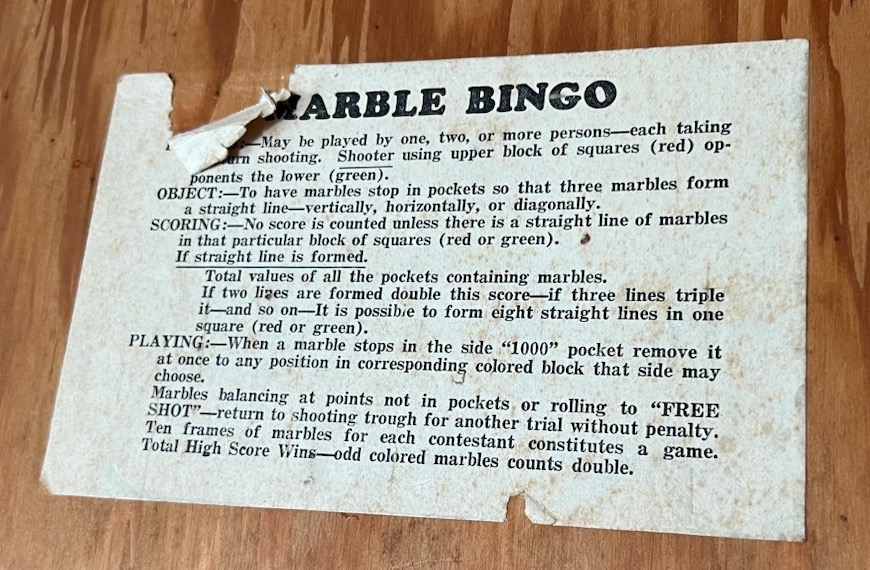 MARBLE BINGO
:—May be played by one, two, or more persons—each taking
turn shooting. Shooter using upper block of squares (red) op-
ponents the lower (green).
OBJECT:—To have marbles stop in pockets so that three marbles form
a straight line—vertically, horizontally, or diagonally.
SCORING:—No score is counted unless there is a straight line of marbles
in that particular block of squares (red or green).
If straight line is formed.
Total values of all the pockets containing marbles.
If two lines are formed double this score—if three lines triple
it—and so on—It is possible to form eight straight lines in one
square (red or green).
PLAYING:—When a marble stops in the side “1000” pocket remove it
at once to any position in corresponding colored block that side may
choose.
Marbles balancing at points not in pockets or rolling to “FREE
SHOT”—return to shooting trough for another trial without penalty.
Ten frames of marbles for each contestant constitutes a game.
Total High Score Wins—odd colored marbles counts double.